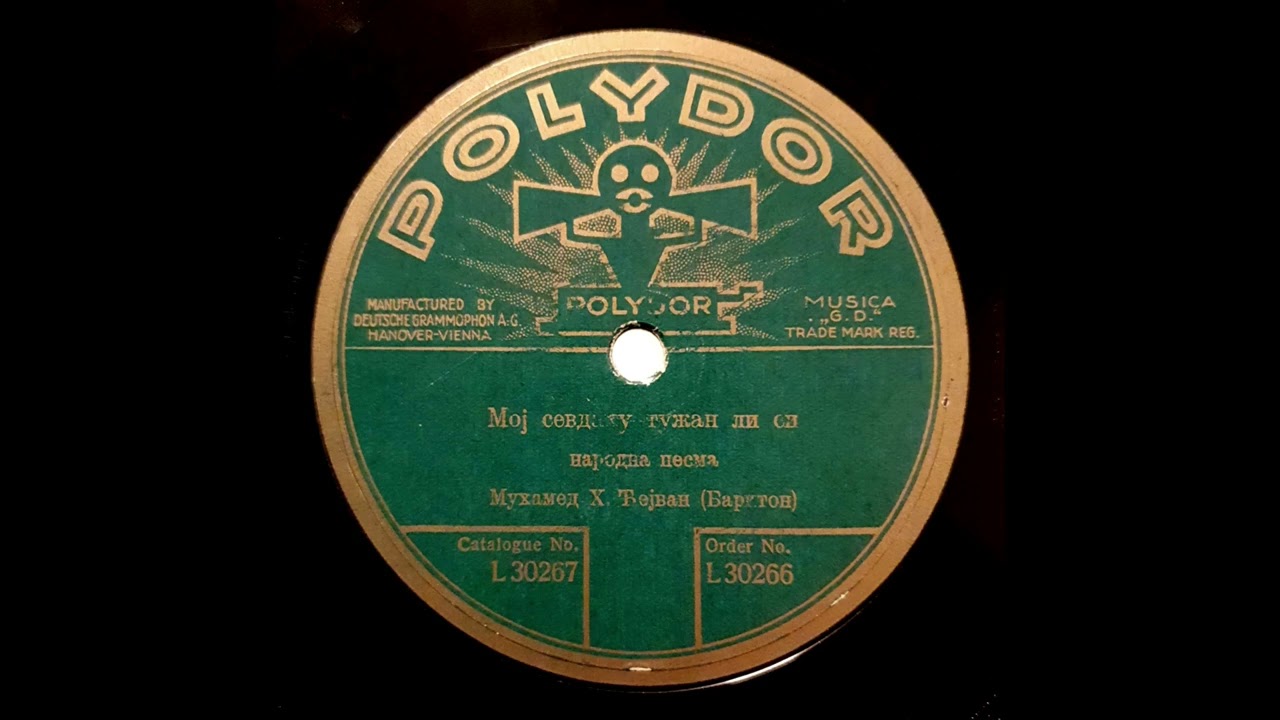 POLYDOR
POLYDOR
MANUFACTURED BY
DEUTSCHE GRAMMOPHON A.G.
HANOVER-VIENNA
MUSICA
„G.D.“
TRADE MARK REG.
Мој севдаху тужан ли си
народна песма
Мухамед Х. Ђејван (Баритон)
Catalogue No.
L 30267
Order No.
L 30266